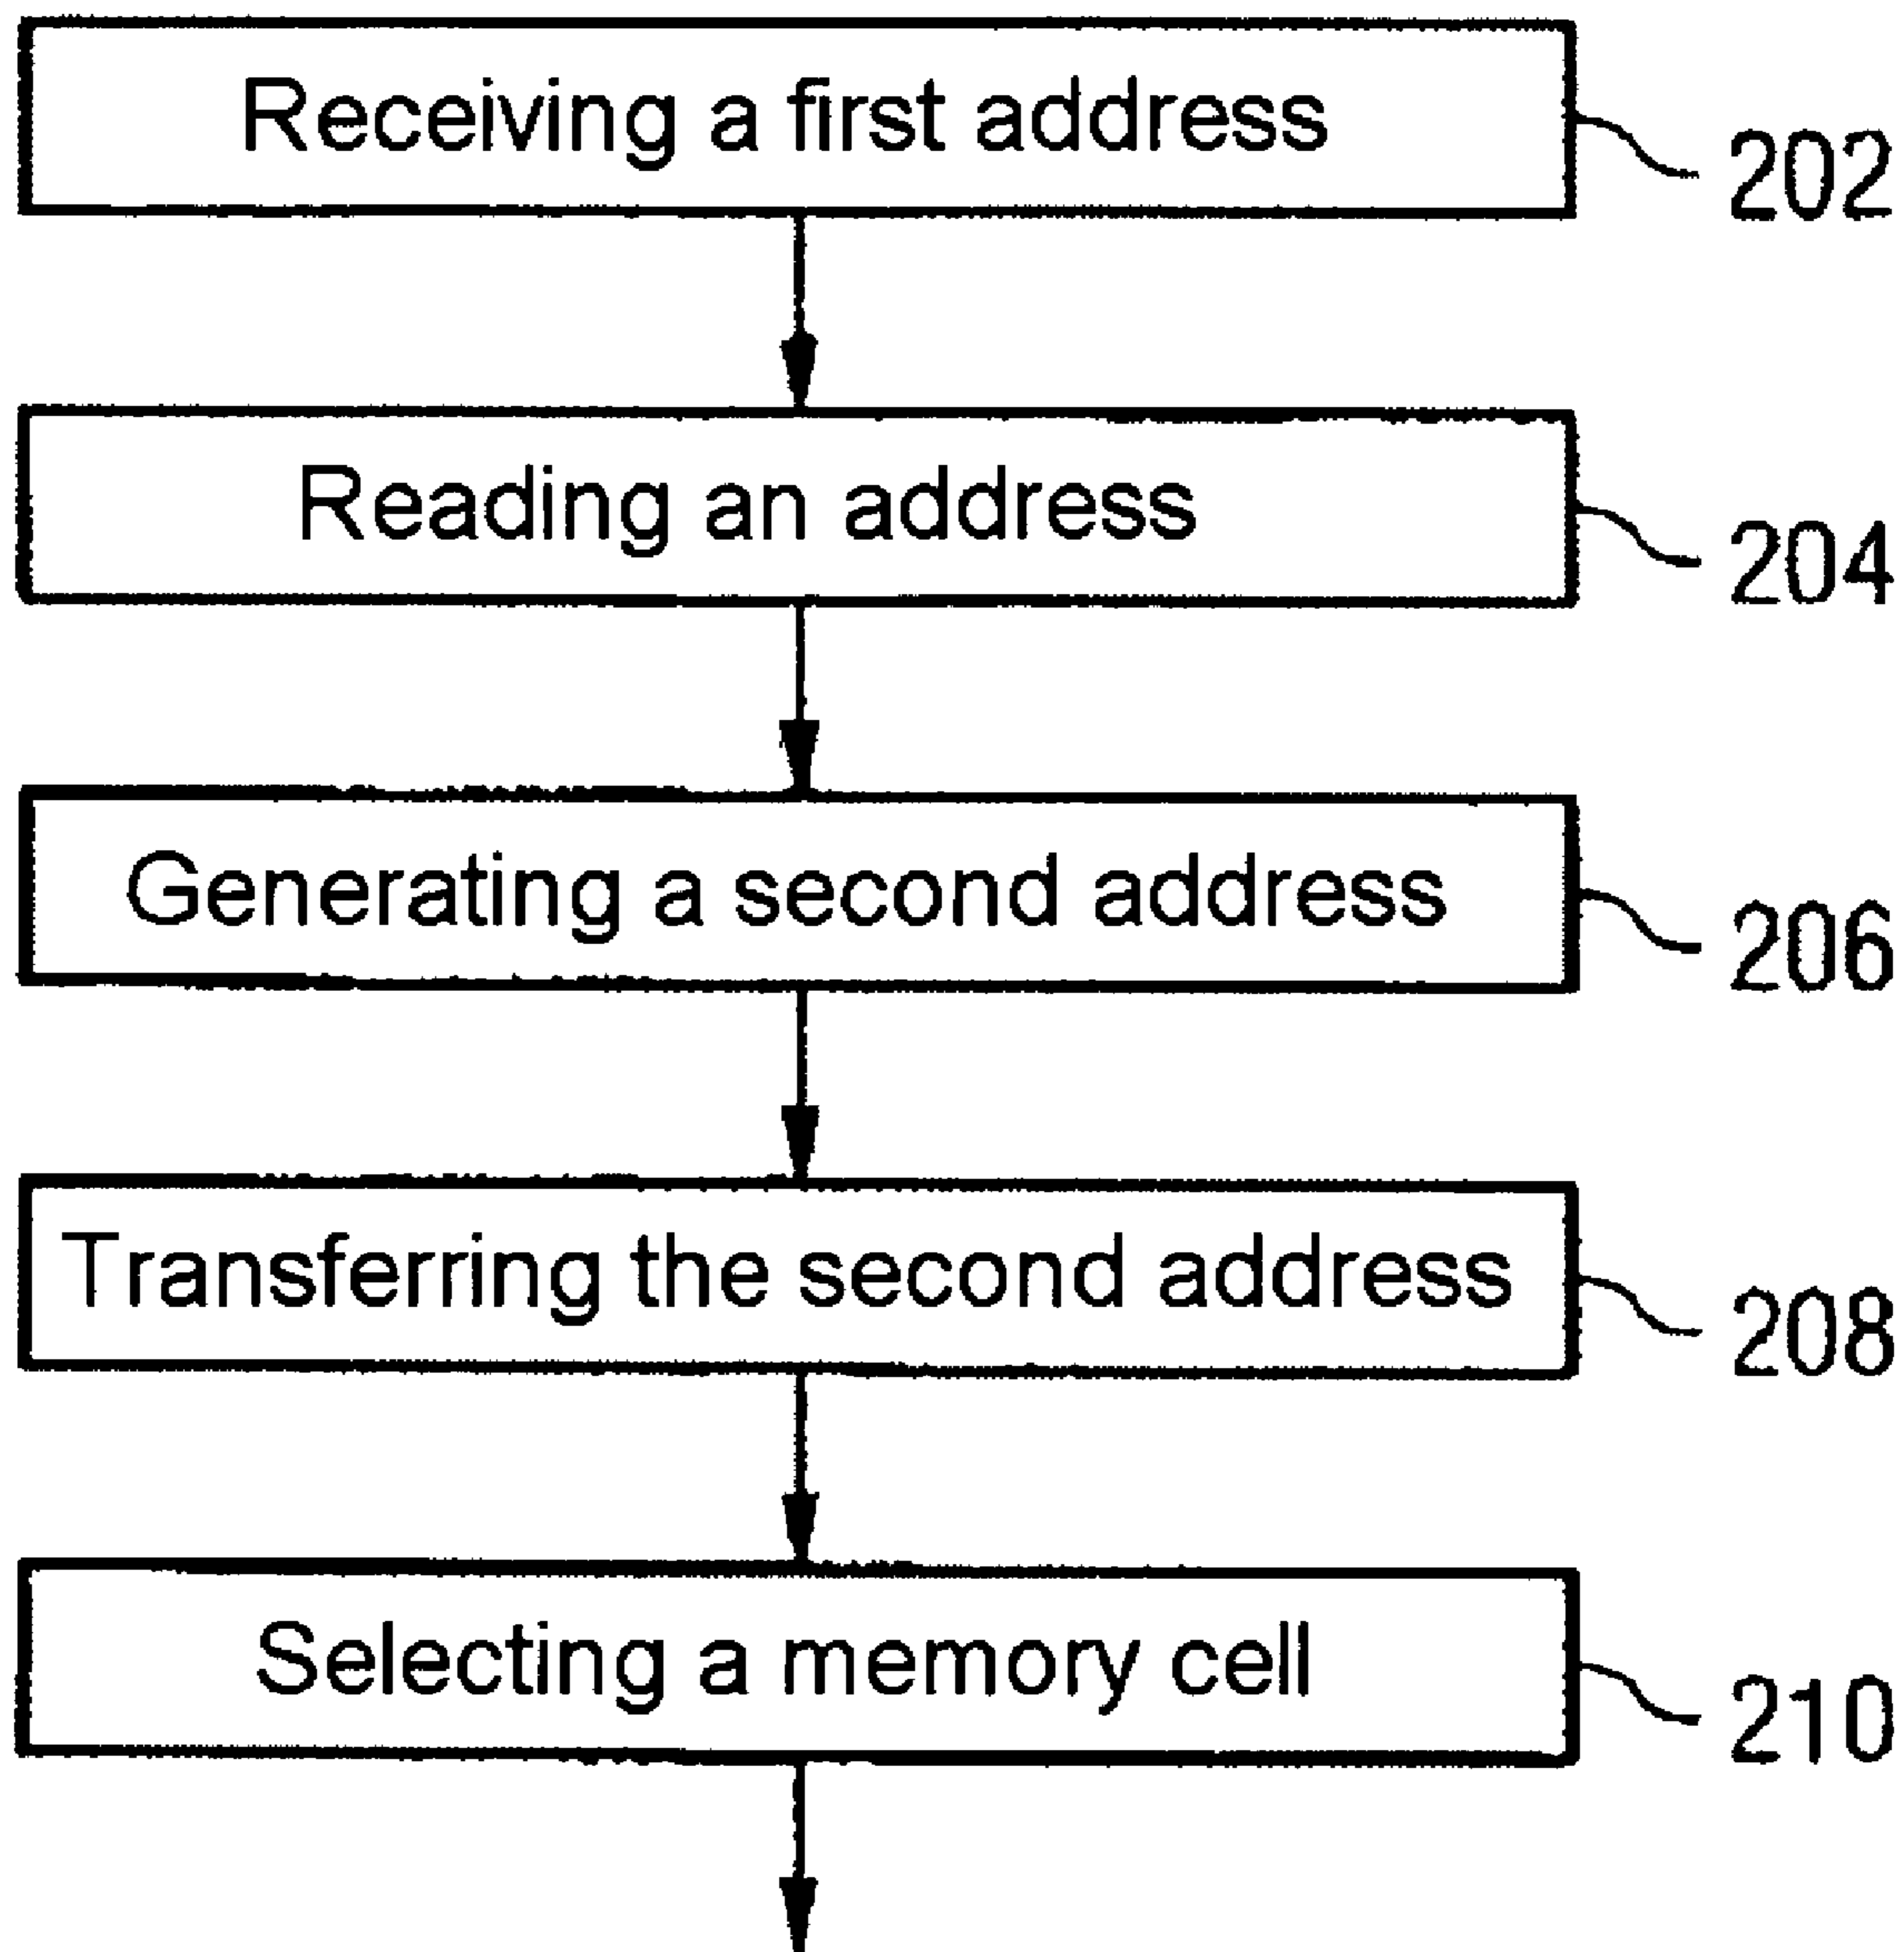 Receiving a first address
202
Reading an address
204
Generating a second address
206
Transferring the second address
208
Selecting a memory cell
210